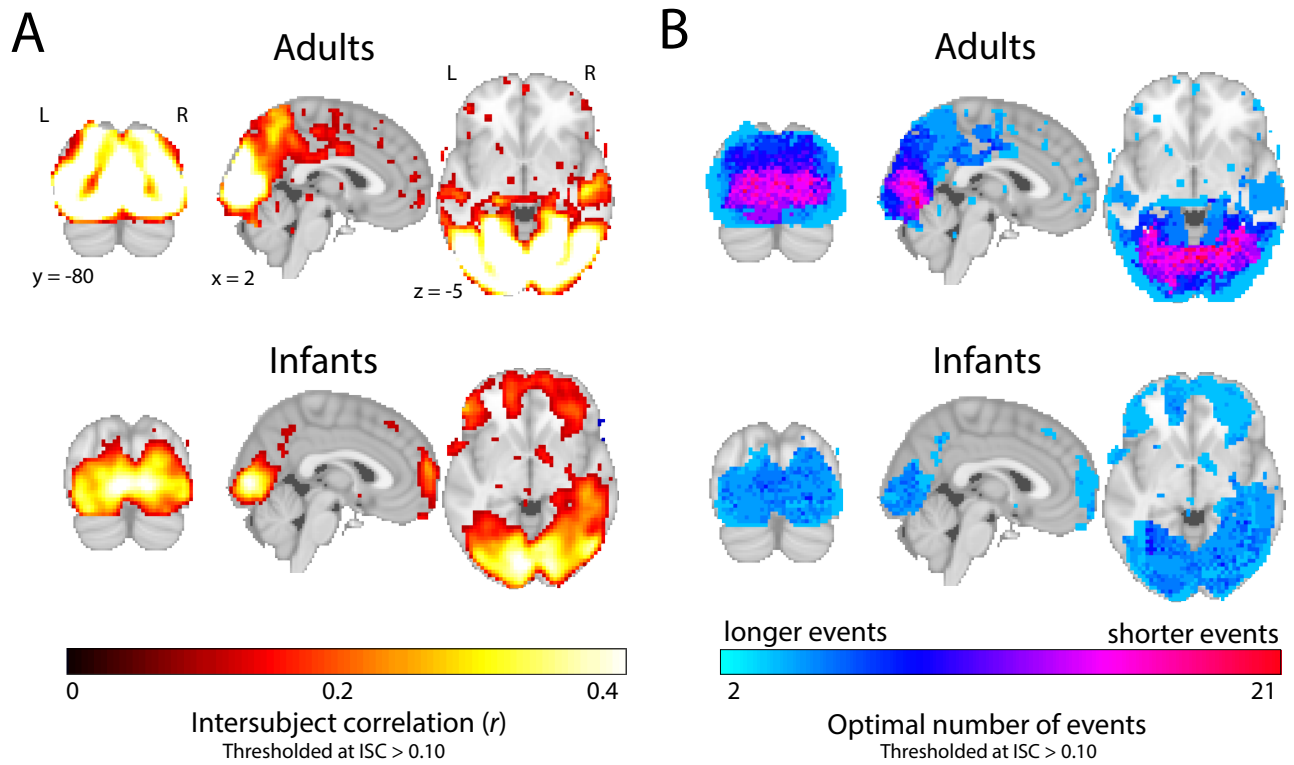 A
Adults
L
R
L
R
y = -80
x = 2
z = -5
Infants
0
0.2
0.4
Intersubject correlation (r)
Thresholded at ISC > 0.10
B
Adults
Infants
longer events
shorter events
2
21
Optimal number of events
Thresholded at ISC > 0.10